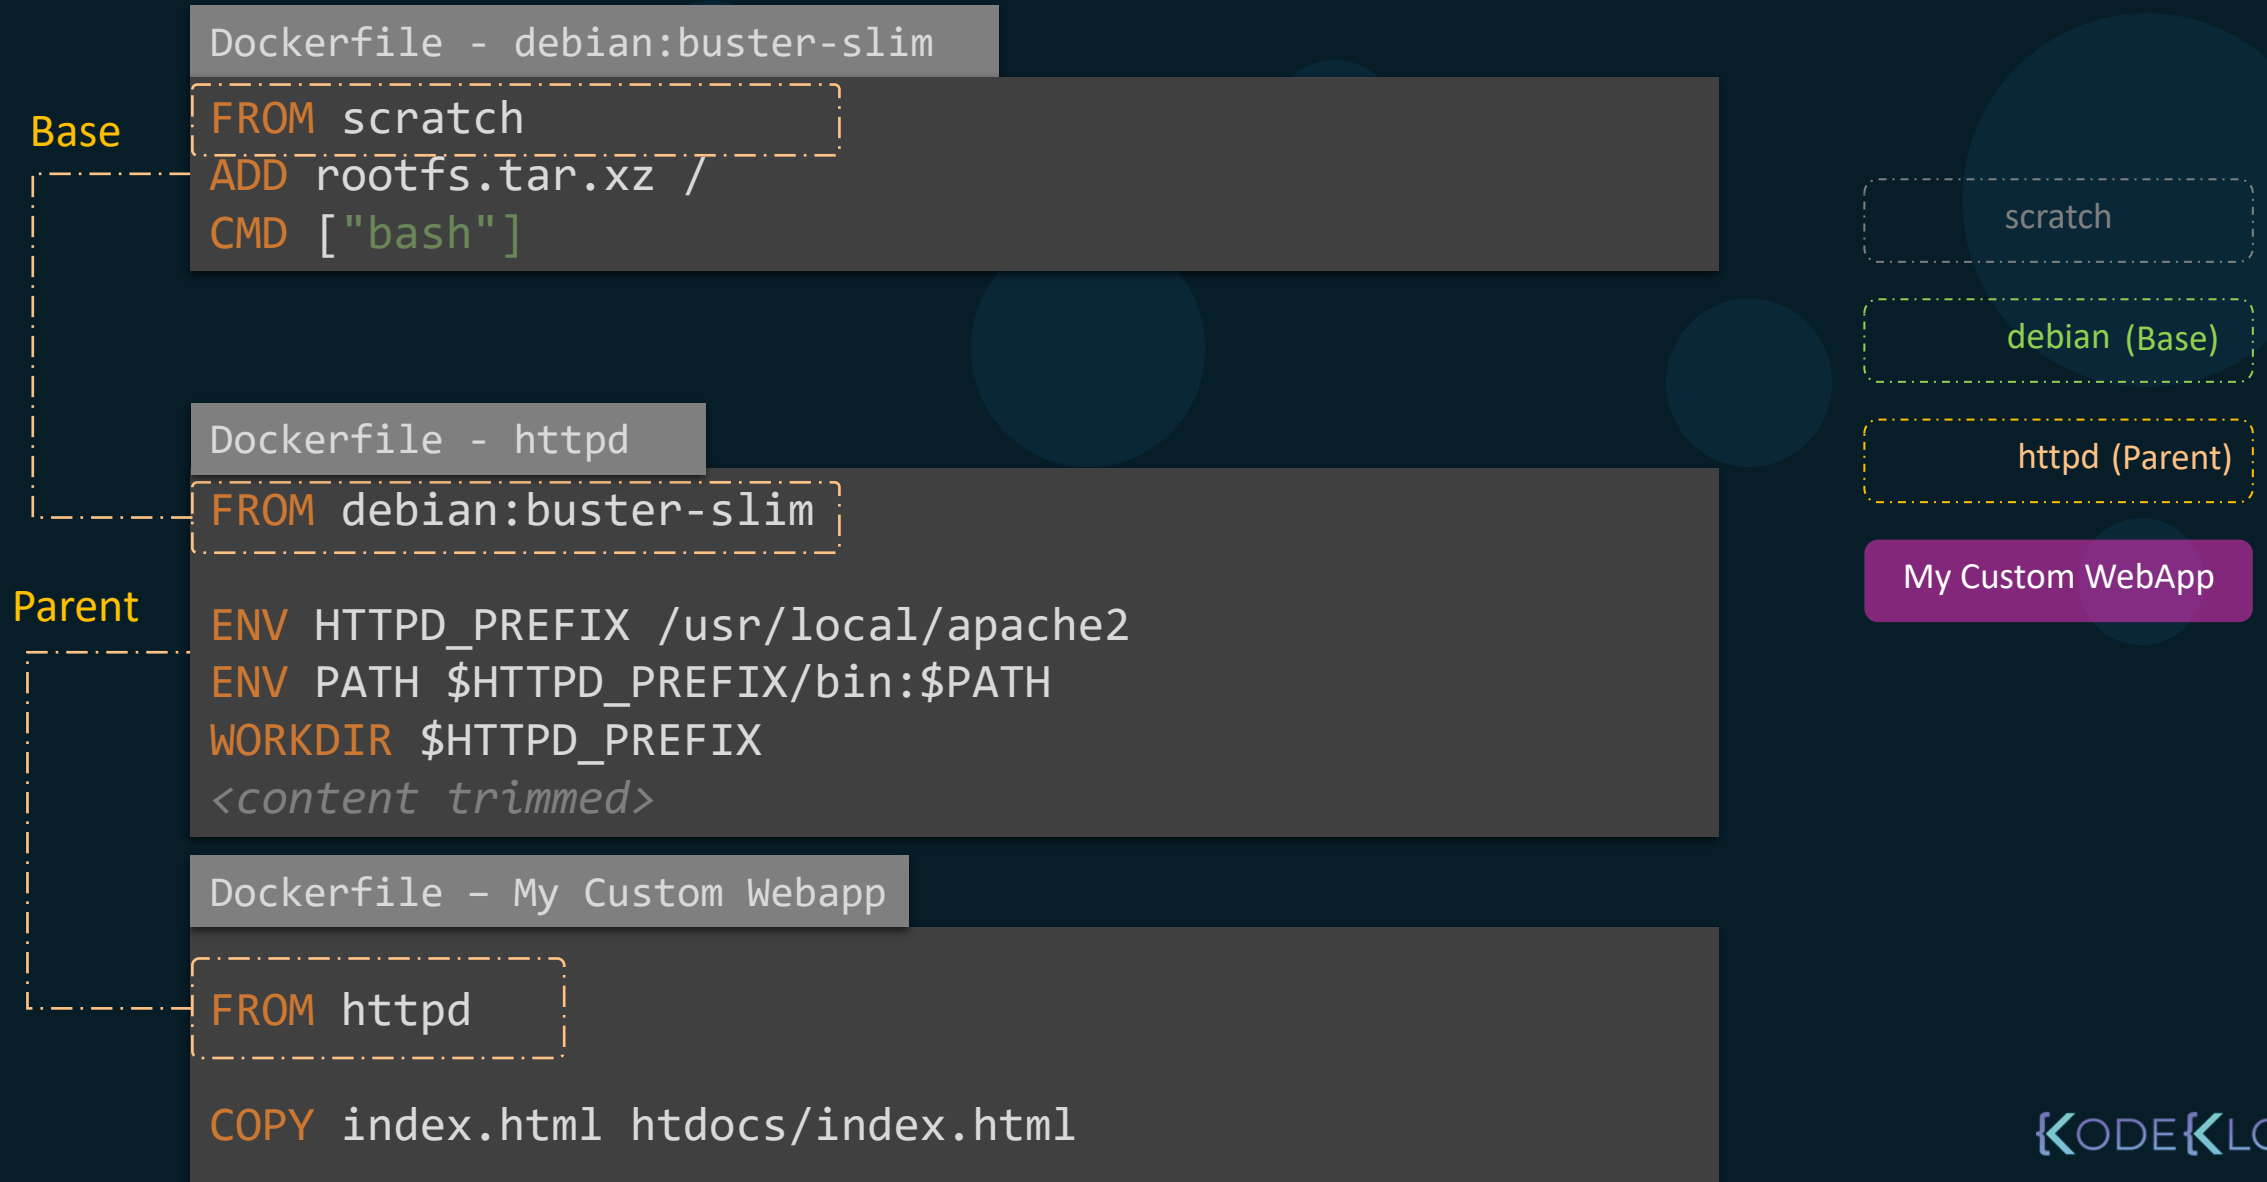 Dockerfile - debian:buster-slim
Base
FROM scratch
ADD rootfs.tar.xz /
CMD ["bash"]
Dockerfile - httpd
FROM debian:buster-slim
Parent
ENV HTTPD_PREFIX /usr/local/apache2
ENV PATH $HTTPD_PREFIX/bin:$PATH
WORKDIR $HTTPD_PREFIX
<content trimmed>
Dockerfile – My Custom Webapp
FROM httpd
COPY index.html htdocs/index.html
scratch
debian (Base)
httpd (Parent)
My Custom WebApp